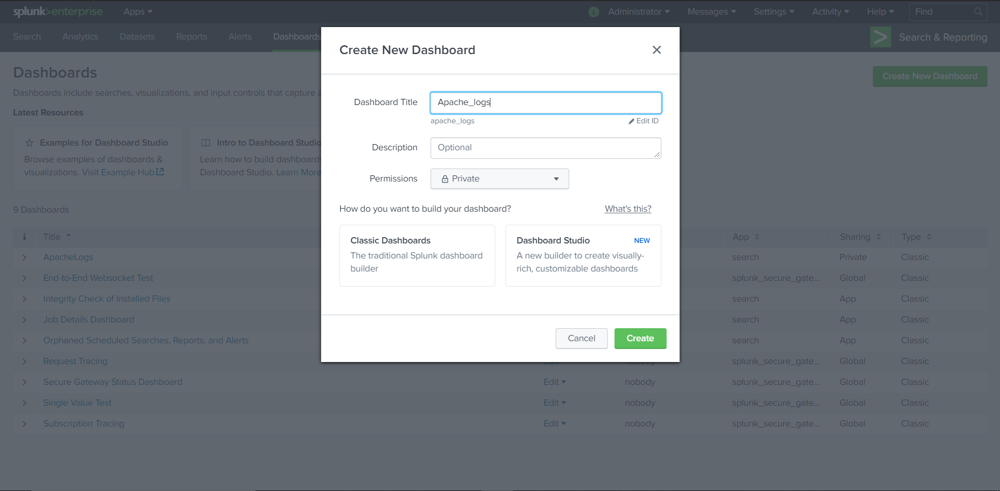 splunk>enterprise Apps Administrator Messages Settings Activity Help Find
Search Analytics Datasets Reports Alerts Dashboards Search & Reporting
Create New Dashboard
Dashboards
Create New Dashboard
Dashboards include searches, visualizations, and input controls that capture
Latest Resources
Examples for Dashboard Studio
Browse examples of dashboards &
visualizations. Visit Example Hub
Intro to Dashboard Studio
Learn how to build dashboards
Dashboard Studio. Learn More
Dashboard Title Apache_logs
apache_logs Edit ID
Description Optional
Permissions Private
How do you want to build your dashboard? What's this?
Classic Dashboards
The traditional Splunk dashboard
builder
Dashboard Studio NEW
A new builder to create visually-
rich, customizable dashboards
Cancel Create
9 Dashboards
i Title App Sharing Type
ApacheLogs search Private Classic
End-to-End Websocket Test splunk_secure_gate... Global Classic
Integrity Check of Installed Files search App Classic
Job Details Dashboard search App Classic
Orphaned Scheduled Searches, Reports, and Alerts search App Classic
Request Tracing Edit nobody splunk_secure_gate... Global Classic
Secure Gateway Status Dashboard Edit nobody splunk_secure_gate... Global Classic
Single Value Test Edit nobody splunk_secure_gate... Global Classic
Subscription Tracing Edit nobody splunk_secure_gate... Global Classic